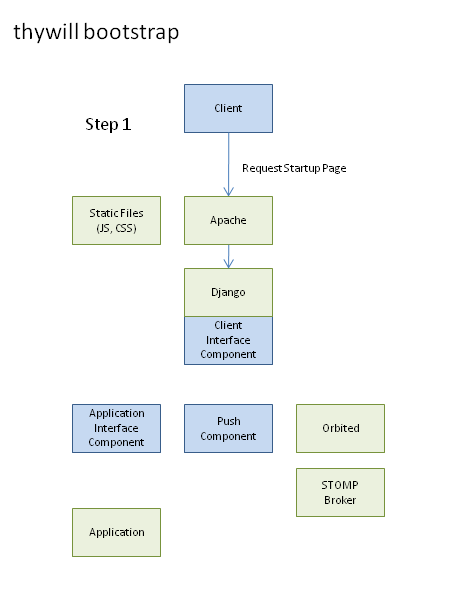 thywill bootstrap
Step 1
Client
Request Startup Page
Static Files
(JS, CSS)
Apache
Django
Client
Interface
Component
Application
Interface
Component
Push
Component
Orbited
STOMP
Broker
Application